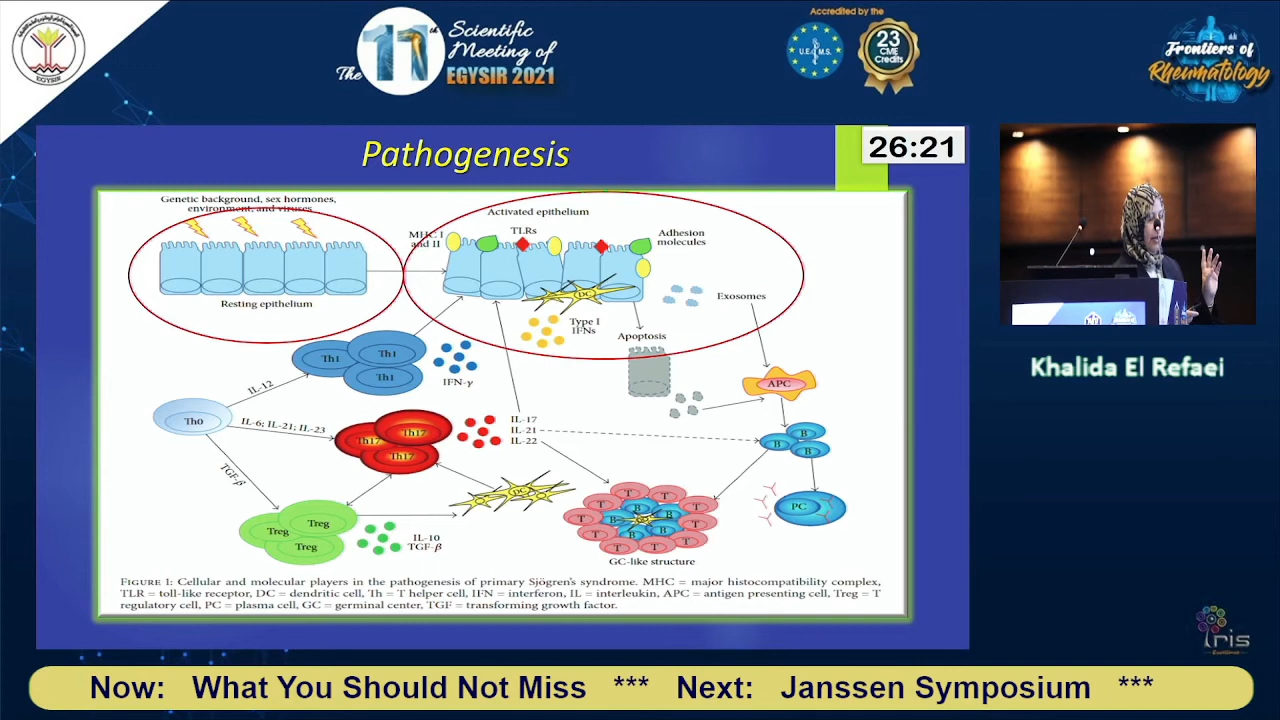 EGYSIR
The 11th Scientific
Meeting of
EGYSIR 2021
Accredited by the
U.E.M.S.
23
CME
Credits
Frontiers of
Rheumatology
Pathogenesis
26:21
Genetic background, sex hormones,
environment, and viruses
Resting epithelium
Activated epithelium
MHC I
and II
TLRs
Adhesion
molecules
DC
Type I
IFNs
Exosomes
Apoptosis
Th1
Th1
Th1
IFN-γ
IL-12
Th0
IL-6; IL-21; IL-23
TGF-β
Th17
Th17
Th17
IL-17
IL-21
IL-22
APC
B
B
B
PC
DC
Treg
Treg
Treg
IL-10
TGF-β
T
T
T
T
T
T
T
T
T
T
T
T
B
B
B
B
B
GC-like structure
FIGURE 1: Cellular and molecular players in the pathogenesis of primary Sjögren's syndrome. MHC = major histocompatibility complex,
TLR = toll-like receptor, DC = dendritic cell, Th = T helper cell, IFN = interferon, IL = interleukin, APC = antigen presenting cell, Treg = T
regulatory cell, PC = plasma cell, GC = germinal center, TGF = transforming growth factor.
Khalida El Refaei
Iris
Now: What You Should Not Miss *** Next: Janssen Symposium ***